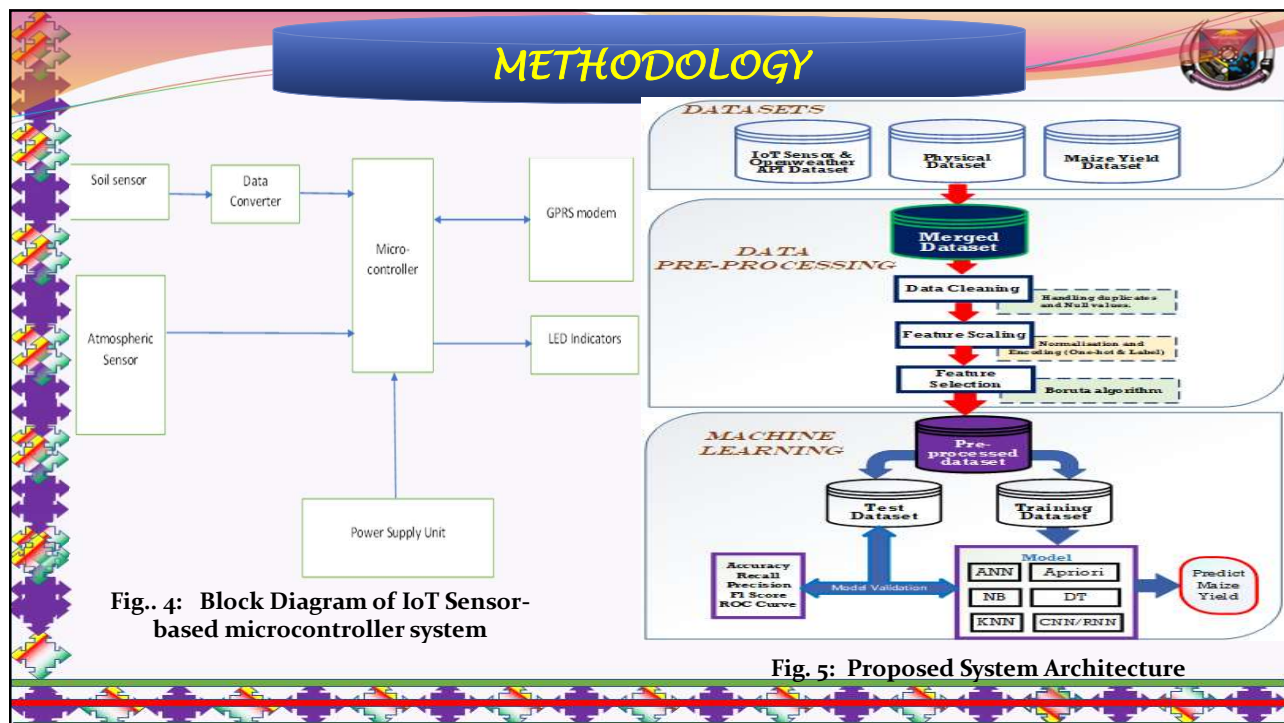 METHODOLOGY
Soil sensor
Data
Converter
Micro-
controller
GPRS modem
Atmospheric
Sensor
LED Indicators
Power Supply Unit
Fig.. 4: Block Diagram of IoT Sensor-
based microcontroller system
DATASETS
IoT Sensor &
Openweather
API Dataset
Physical
Dataset
Maize Yield
Dataset
DATA
PRE-PROCESSING
Merged
Dataset
Data Cleaning
Handling duplicates
and Null values.
Feature Scaling
Normalisation and
Encoding (One-hot & Label)
Feature
Selection
Boruta algorithm
MACHINE
LEARNING
Pre-
processed
dataset
Test
Dataset
Training
Dataset
Accuracy
Recall
Precision
F1 Score
ROC Curve
Model Validation
Model
ANN Apriori
NB DT
KNN CNN/RNN
Predict
Maize
Yield
Fig. 5: Proposed System Architecture